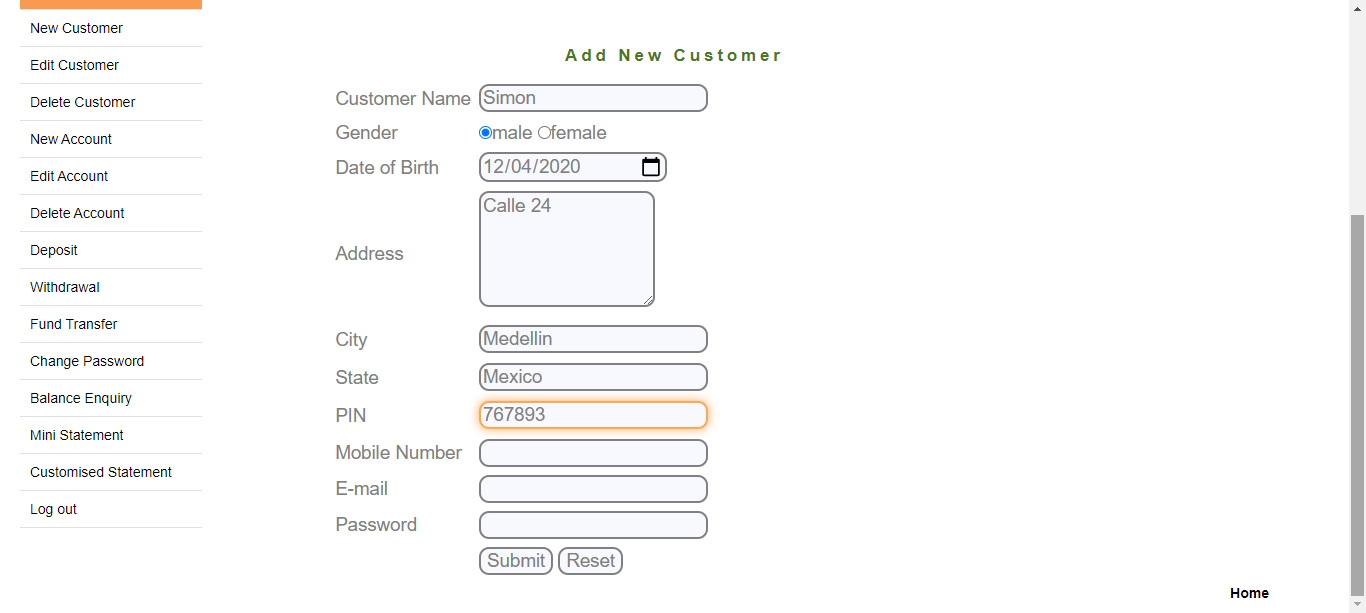 New Customer
Edit Customer
Delete Customer
New Account
Edit Account
Delete Account
Deposit
Withdrawal
Fund Transfer
Change Password
Balance Enquiry
Mini Statement
Customised Statement
Log out
Add New Customer
Customer Name Simon
Gender male female
Date of Birth 12/04/2020
Address Calle 24
City Medellin
State Mexico
PIN 767893
Mobile Number
E-mail
Password
Submit Reset
Home